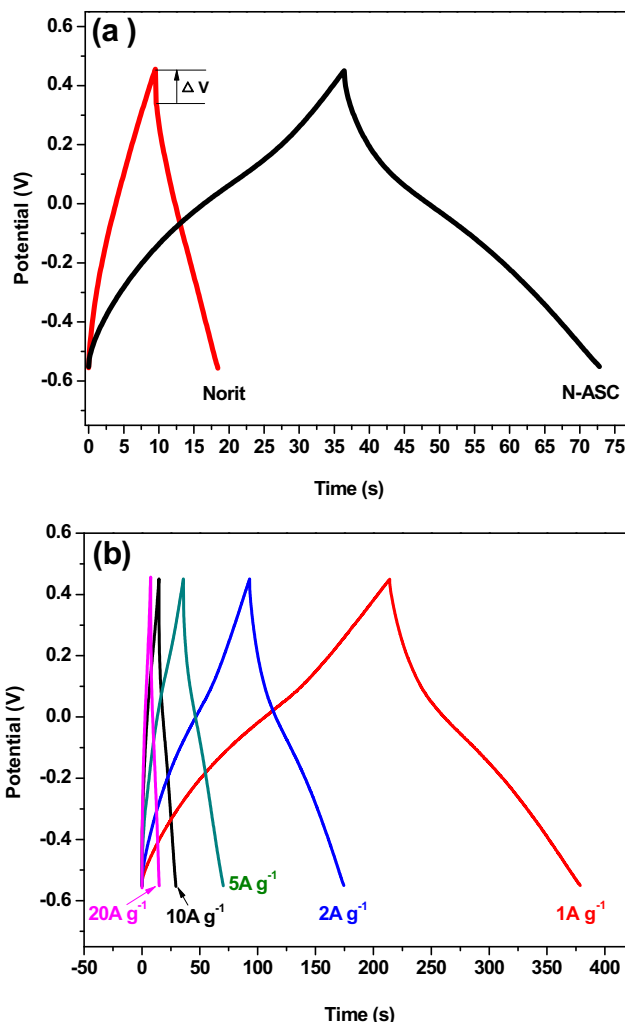 (a )
0.6
0.4
0.2
0.0
-0.2
-0.4
-0.6
Potential (V)
Δ V
Norit
N-ASC
0 5 10 15 20 25 30 35 40 45 50 55 60 65 70 75
Time (s)
(b)
0.6
0.4
0.2
0.0
-0.2
-0.4
-0.6
Potential (V)
20A g⁻¹
10A g⁻¹
5A g⁻¹
2A g⁻¹
1A g⁻¹
-50 0 50 100 150 200 250 300 350 400
Time (s)